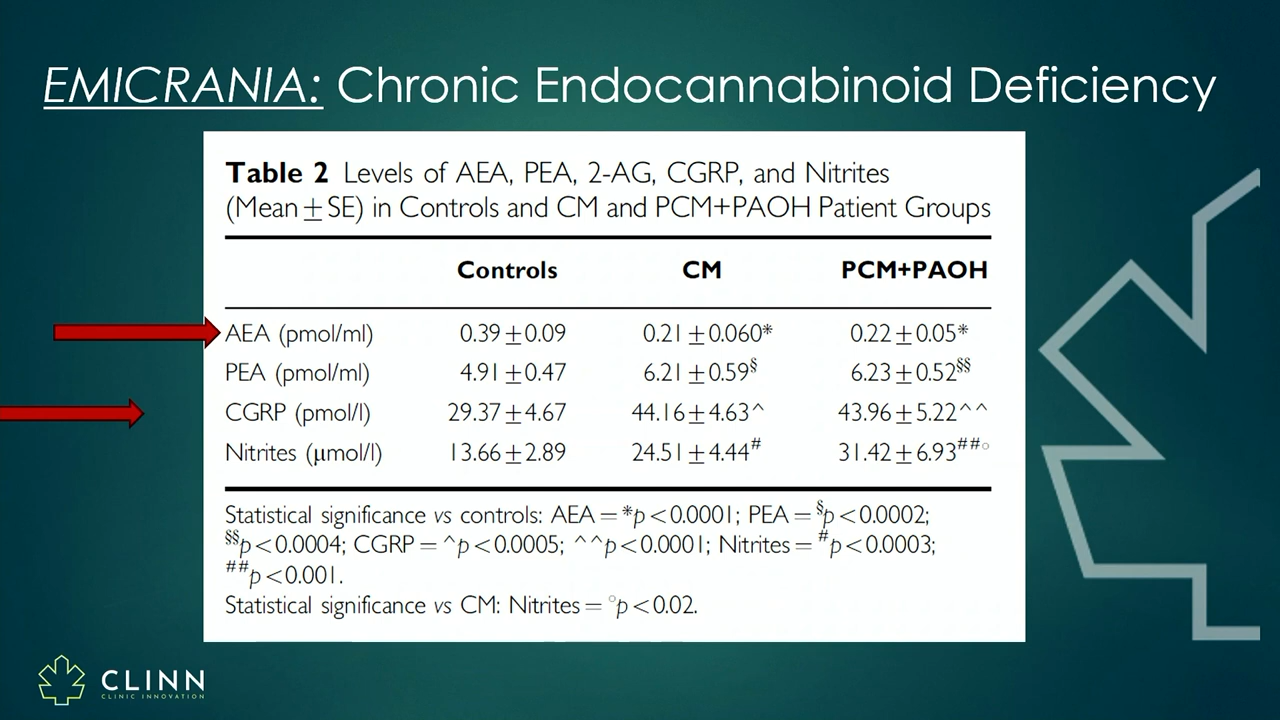 EMICRANIA: Chronic Endocannabinoid Deficiency
Table 2 Levels of AEA, PEA, 2-AG, CGRP, and Nitrites
(Mean ± SE) in Controls and CM and PCM+PAOH Patient Groups
Controls CM PCM+PAOH
AEA (pmol/ml) 0.39 ± 0.09 0.21 ± 0.060* 0.22 ± 0.05*
PEA (pmol/ml) 4.91 ± 0.47 6.21 ± 0.59§ 6.23 ± 0.52§§
CGRP (pmol/l) 29.37 ± 4.67 44.16 ± 4.63^ 43.96 ± 5.22^^
Nitrites (μmol/l) 13.66 ± 2.89 24.51 ± 4.44# 31.42 ± 6.93##○
Statistical significance vs controls: AEA = *p < 0.0001; PEA = §p < 0.0002;
§§p < 0.0004; CGRP = ^p < 0.0005; ^^p < 0.0001; Nitrites = #p < 0.0003;
##p < 0.001.
Statistical significance vs CM: Nitrites = ○p < 0.02.
CLINN
CLINIC INNOVATION